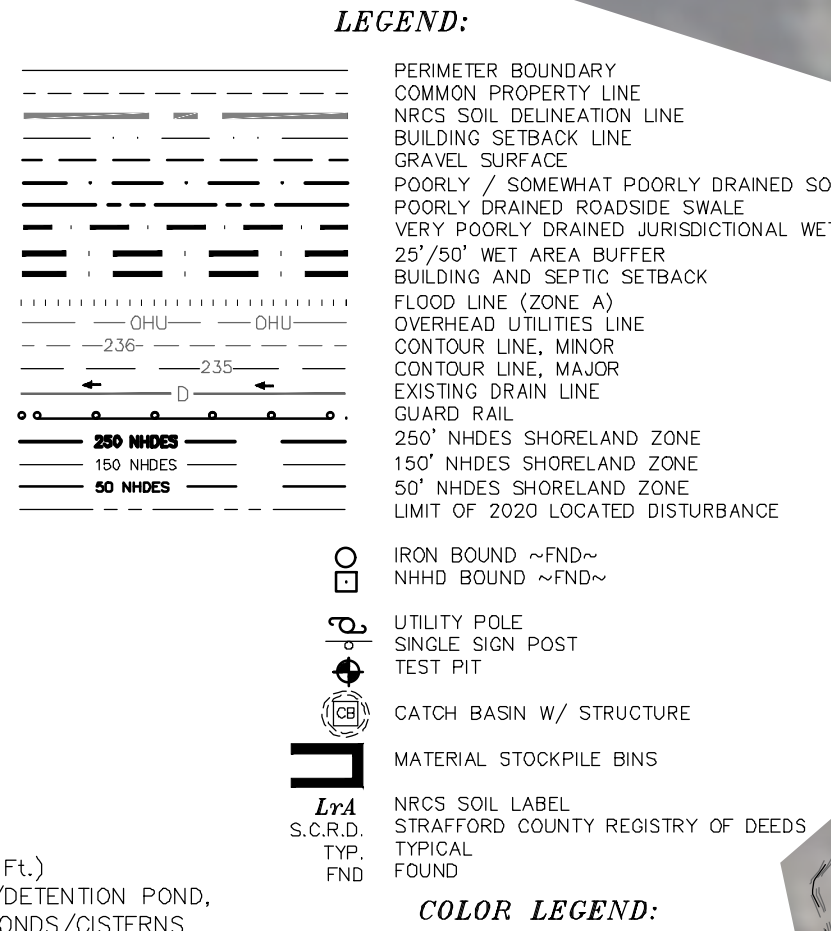 LEGEND:
PERIMETER BOUNDARY
COMMON PROPERTY LINE
NRCS SOIL DELINEATION LINE
BUILDING SETBACK LINE
GRAVEL SURFACE
POORLY / SOMEWHAT POORLY DRAINED SO
POORLY DRAINED ROADSIDE SWALE
VERY POORLY DRAINED JURISDICTIONAL WET
25'/50' WET AREA BUFFER
BUILDING AND SEPTIC SETBACK
FLOOD LINE (ZONE A)
OHU OHU OVERHEAD UTILITIES LINE
236 CONTOUR LINE, MINOR
235 CONTOUR LINE, MAJOR
D EXISTING DRAIN LINE
GUARD RAIL
250 NHDES 250' NHDES SHORELAND ZONE
150 NHDES 150' NHDES SHORELAND ZONE
50 NHDES 50' NHDES SHORELAND ZONE
LIMIT OF 2020 LOCATED DISTURBANCE
IRON BOUND ~FND~
NHHD BOUND ~FND~
UTILITY POLE
SINGLE SIGN POST
TEST PIT
CB CATCH BASIN W/ STRUCTURE
MATERIAL STOCKPILE BINS
LrA NRCS SOIL LABEL
S.C.R.D. STRAFFORD COUNTY REGISTRY OF DEEDS
TYP. TYPICAL
FND FOUND
Ft.)
/DETENTION POND,
ONDS/CISTERNS
COLOR LEGEND: